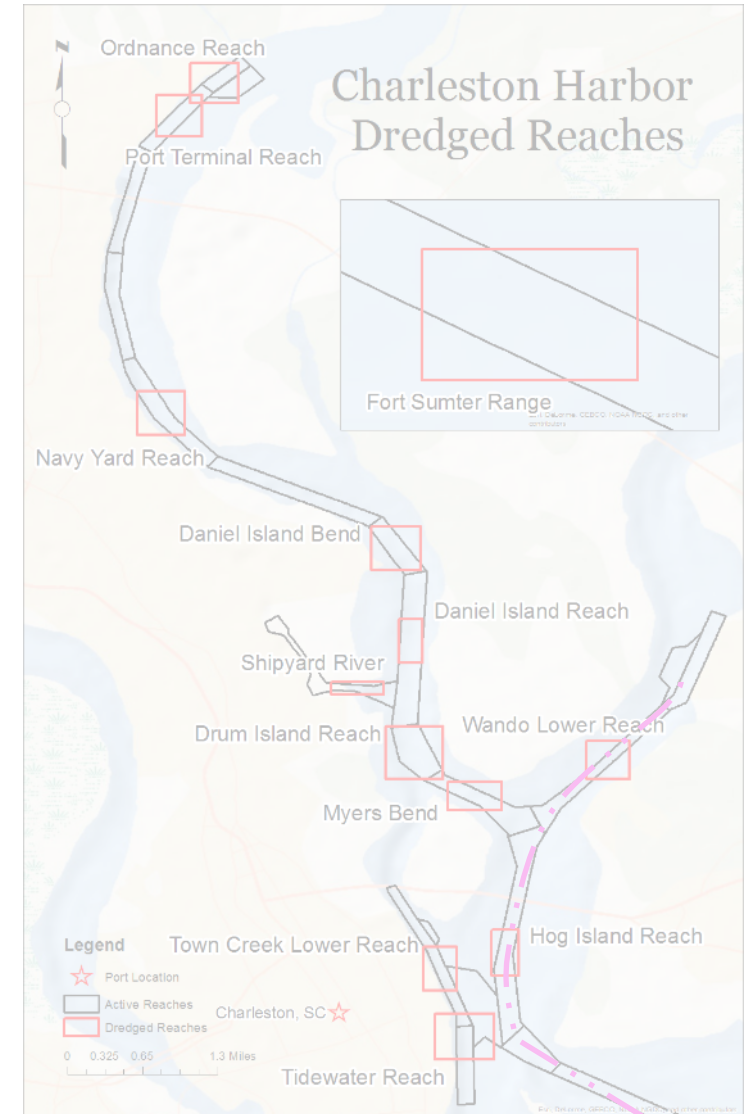 N
Ordnance Reach
Charleston Harbor
Dredged Reaches
Port Terminal Reach
Fort Sumter Range
Navy Yard Reach
Daniel Island Bend
Daniel Island Reach
Shipyard River
Drum Island Reach
Wando Lower Reach
Myers Bend
Hog Island Reach
Town Creek Lower Reach
Legend
Port Location
Active Reaches
Dredged Reaches
Charleston, SC
0 0.325 0.65 1.3 Miles
Tidewater Reach